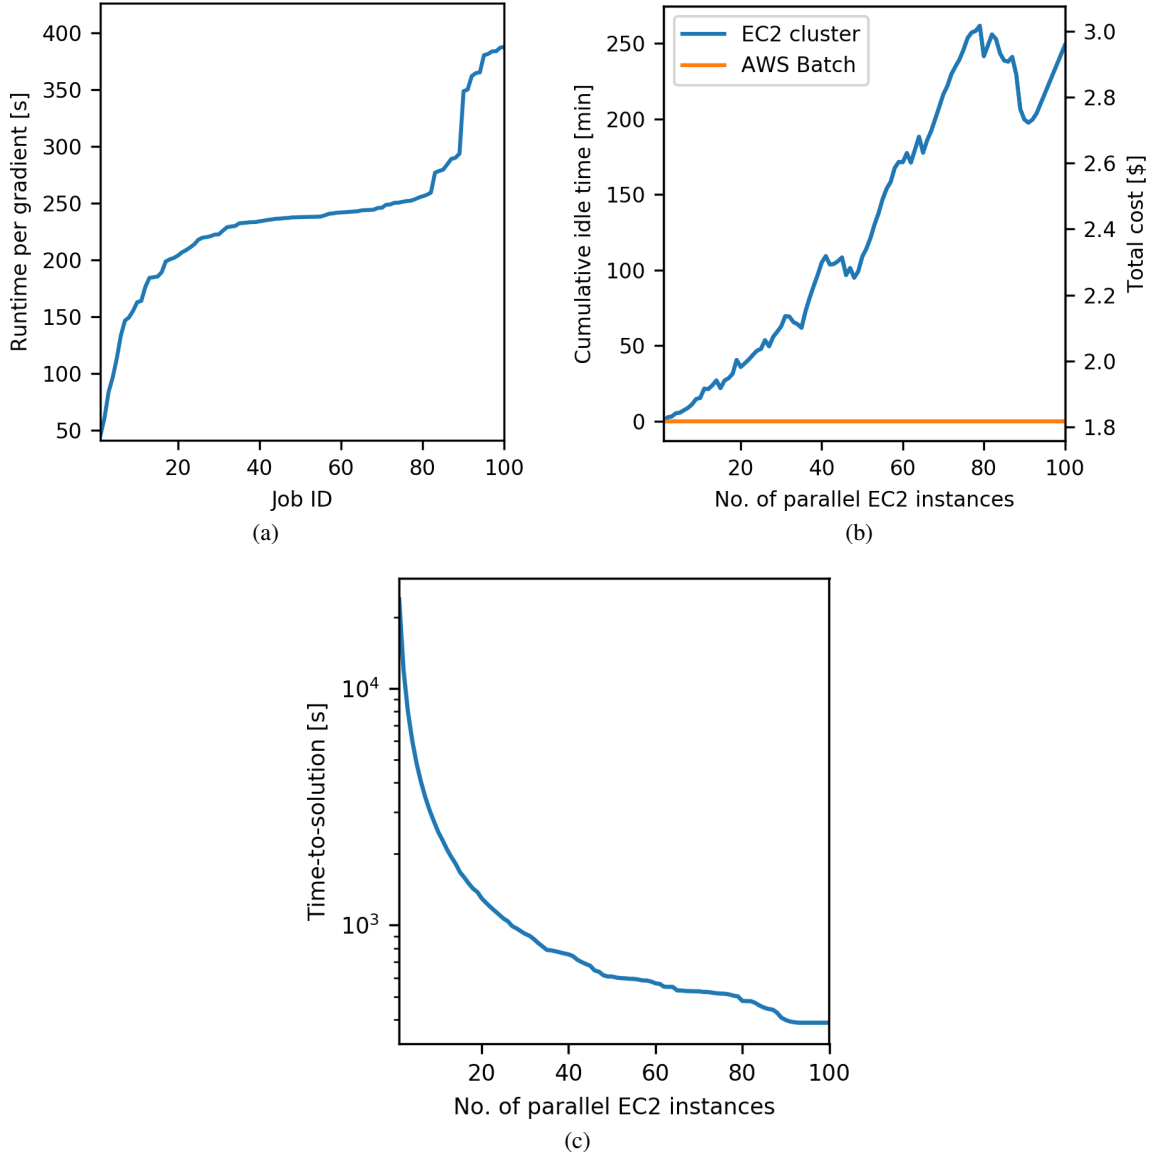 400
350
300
250
200
150
100
50
Runtime per gradient [s]
20 40 60 80 100
Job ID
(a)
EC2 cluster
AWS Batch
250
200
150
100
50
0
Cumulative idle time [min]
3.0
2.8
2.6
2.4
2.2
2.0
1.8
Total cost [$]
20 40 60 80 100
No. of parallel EC2 instances
(b)
10⁴
10³
Time-to-solution [s]
20 40 60 80 100
No. of parallel EC2 instances
(c)